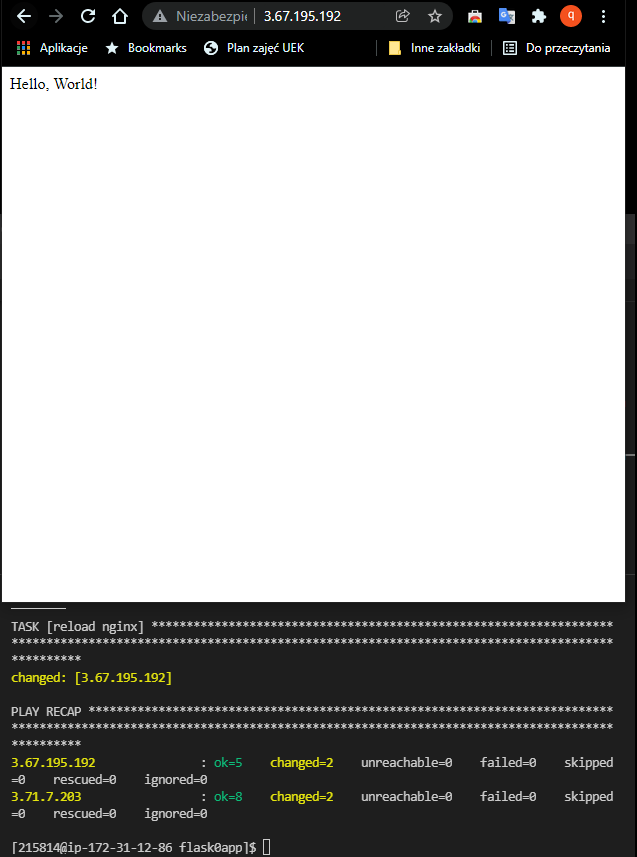 Niezabezpie 3.67.195.192 q
Aplikacje Bookmarks Plan zajęć UEK Inne zakładki Do przeczytania
Hello, World!
TASK [reload nginx] ******************************************************************
**************************************************************************************
**********
changed: [3.67.195.192]
PLAY RECAP ***************************************************************************
**************************************************************************************
**********
3.67.195.192 : ok=5 changed=2 unreachable=0 failed=0 skipped
=0 rescued=0 ignored=0
3.71.7.203 : ok=8 changed=2 unreachable=0 failed=0 skipped
=0 rescued=0 ignored=0
[215814@ip-172-31-12-86 flask0app]$